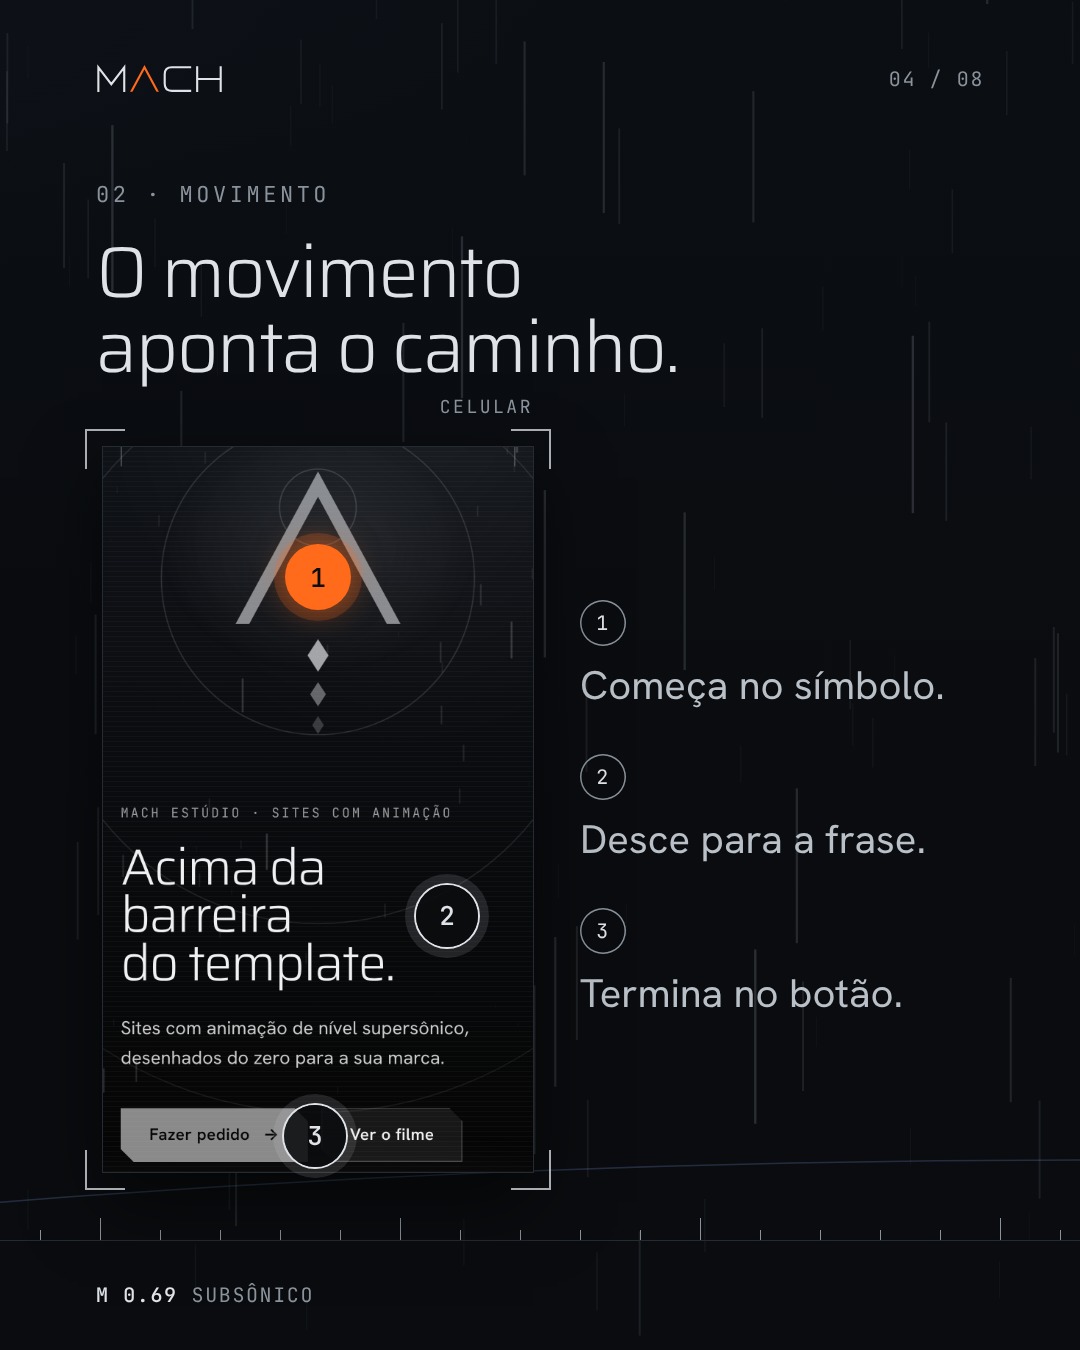 MACH
04 / 08
02 · MOVIMENTO
O movimento
aponta o caminho.
CELULAR
1
MACH ESTÚDIO · SITES COM ANIMAÇÃO
Acima da
barreira
do template.
2
Sites com animação de nível supersônico,
desenhados do zero para a sua marca.
Fazer pedido →
3
Ver o filme
1
Começa no símbolo.
2
Desce para a frase.
3
Termina no botão.
M 0.69 SUBSÔNICO